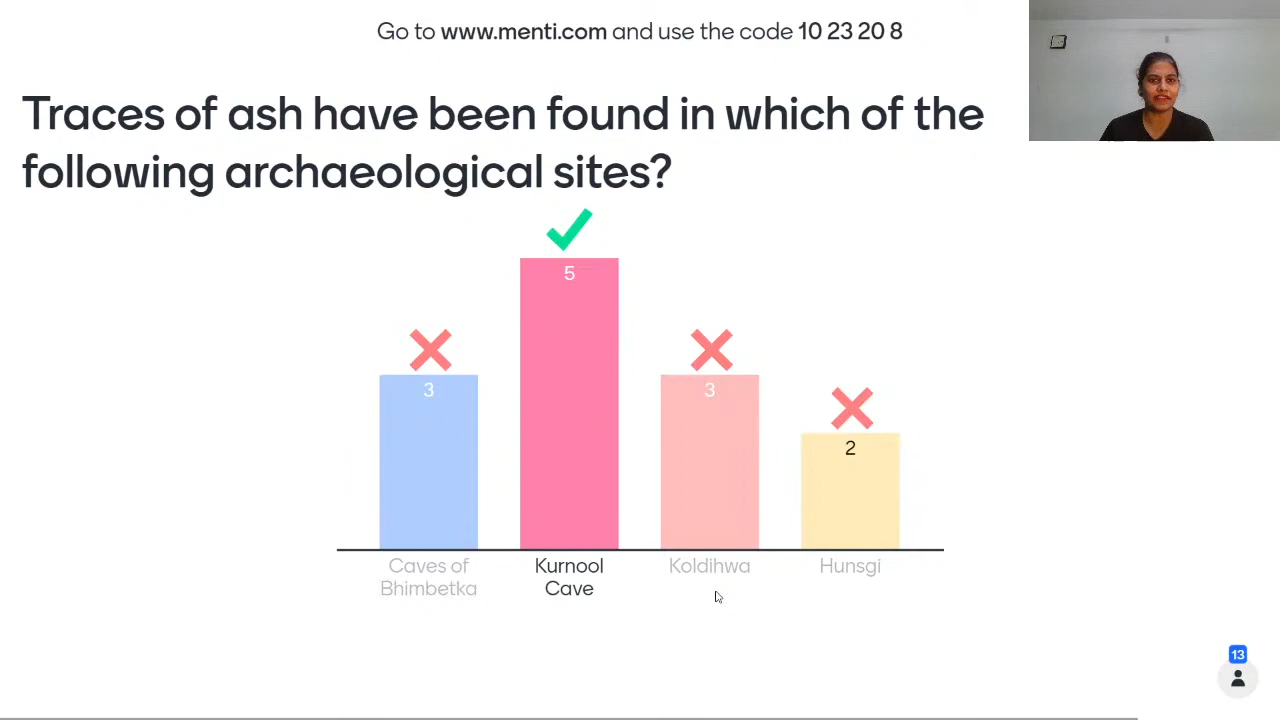 Go to www.menti.com and use the code 10 23 20 8
Traces of ash have been found in which of the
following archaeological sites?
5
3
3
2
Caves of
Bhimbetka
Kurnool
Cave
Koldihwa
Hunsgi
13